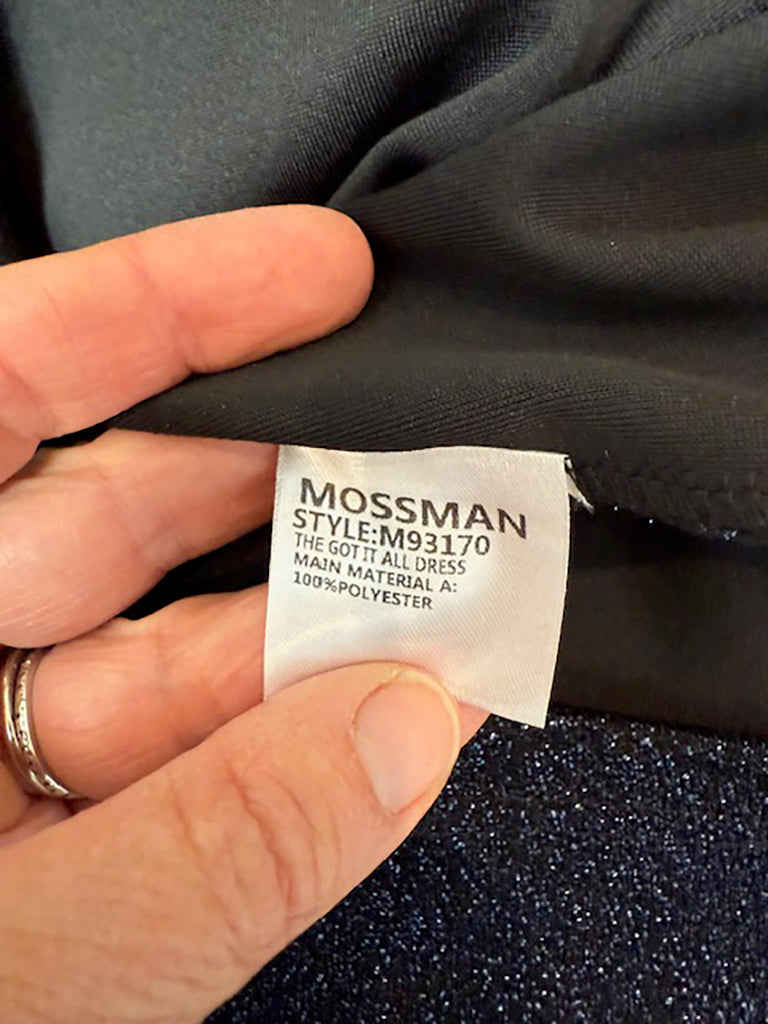 MOSSMAN
STYLE:M93170
THE GOT IT ALL DRESS
MAIN MATERIAL A:
100%POLYESTER